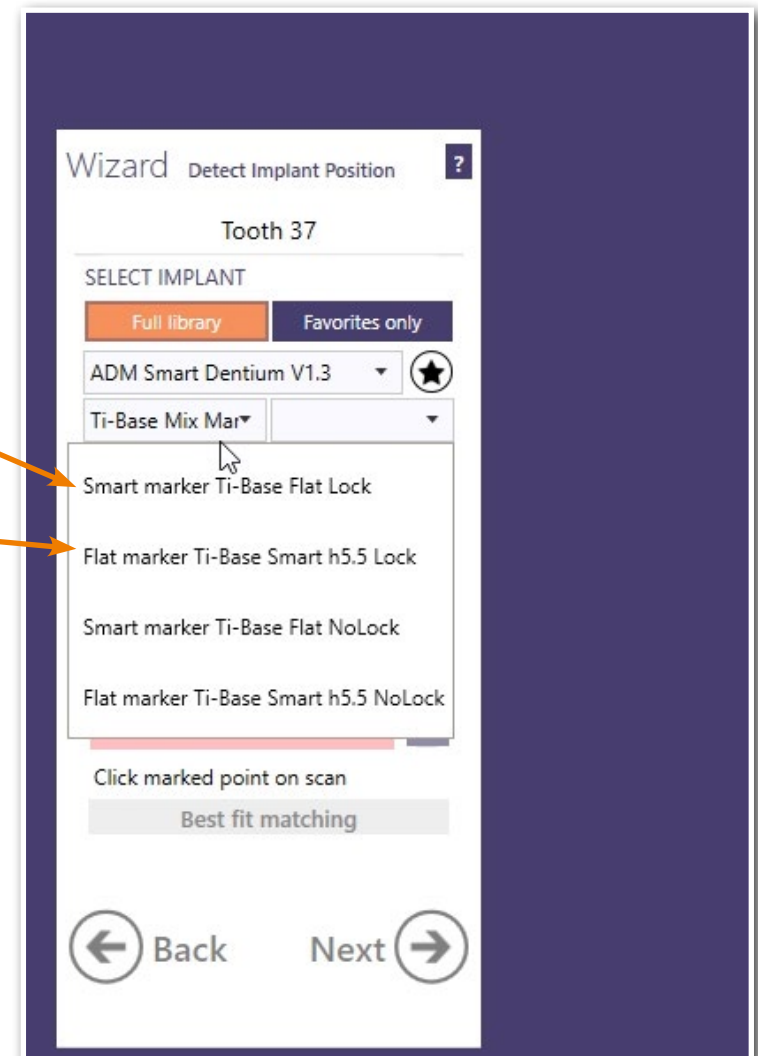 Wizard Detect Implant Position ?
Tooth 37
SELECT IMPLANT
Full library Favorites only
ADM Smart Dentium V1.3
Ti-Base Mix Mar
Smart marker Ti-Base Flat Lock
Flat marker Ti-Base Smart h5.5 Lock
Smart marker Ti-Base Flat NoLock
Flat marker Ti-Base Smart h5.5 NoLock
Click marked point on scan
Best fit matching
Back Next